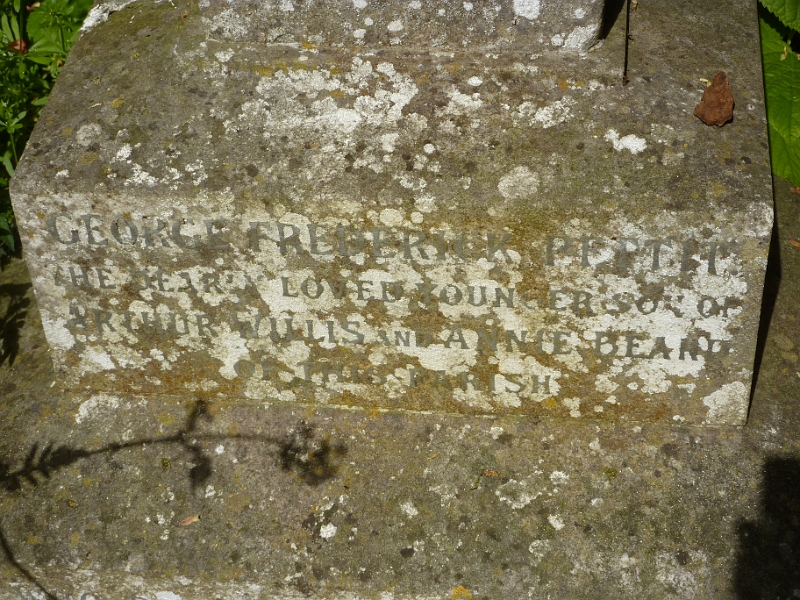 GEORGE FREDERICK PETTIT
THE DEARLY LOVED YOUNGER SON OF
ARTHUR WILLIS AND ANNIE BEARD
OF THIS PARISH